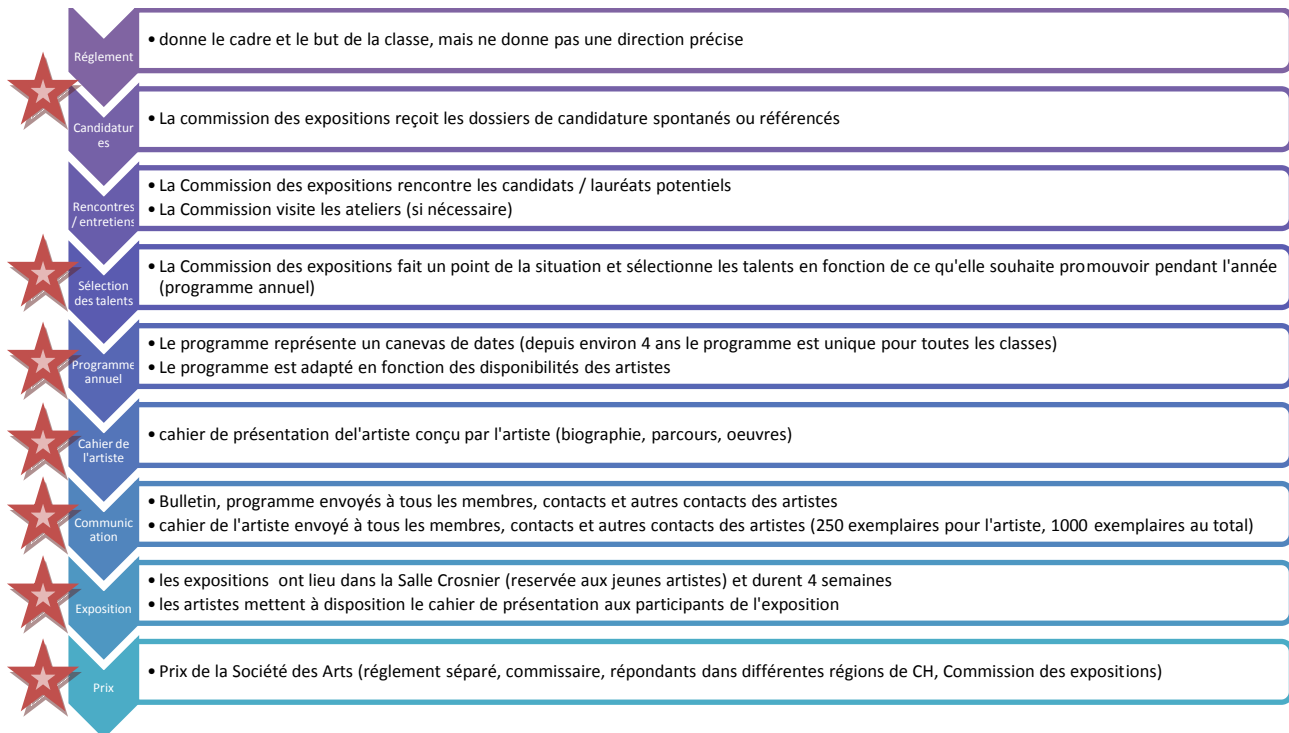 Réglement
• donne le cadre et le but de la classe, mais ne donne pas une direction précise
Candidatur
es
• La commission des expositions reçoit les dossiers de candidature spontanés ou référencés
Rencontres
/ entretiens
• La Commission des expositions rencontre les candidats / lauréats potentiels
• La Commission visite les ateliers (si nécessaire)
Sélection
des talents
• La Commission des expositions fait un point de la situation et sélectionne les talents en fonction de ce qu'elle souhaite promouvoir pendant l'année
(programme annuel)
Programme
annuel
• Le programme représente un canevas de dates (depuis environ 4 ans le programme est unique pour toutes les classes)
• Le programme est adapté en fonction des disponibilités des artistes
Cahier de
l'artiste
• cahier de présentation del'artiste conçu par l'artiste (biographie, parcours, oeuvres)
Communic
ation
• Bulletin, programme envoyés à tous les membres, contacts et autres contacts des artistes
• cahier de l'artiste envoyé à tous les membres, contacts et autres contacts des artistes (250 exemplaires pour l'artiste, 1000 exemplaires au total)
Exposition
• les expositions ont lieu dans la Salle Crosnier (reservée aux jeunes artistes) et durent 4 semaines
• les artistes mettent à disposition le cahier de présentation aux participants de l'exposition
Prix
• Prix de la Société des Arts (réglement séparé, commissaire, répondants dans différentes régions de CH, Commission des expositions)